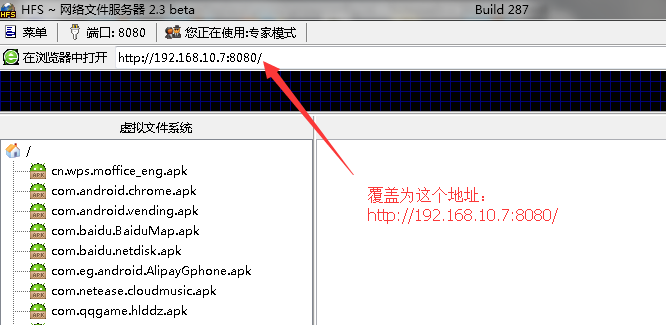 HFS ~ 网络文件服务器 2.3 beta Build 287
菜单 端口: 8080 您正在使用:专家模式
在浏览器中打开 http://192.168.10.7:8080/
虚拟文件系统
/
cn.wps.moffice_eng.apk
com.android.chrome.apk
com.android.vending.apk
com.baidu.BaiduMap.apk
com.baidu.netdisk.apk
com.eg.android.AlipayGphone.apk
com.netease.cloudmusic.apk
com.qqgame.hlddz.apk
覆盖为这个地址：
http://192.168.10.7:8080/